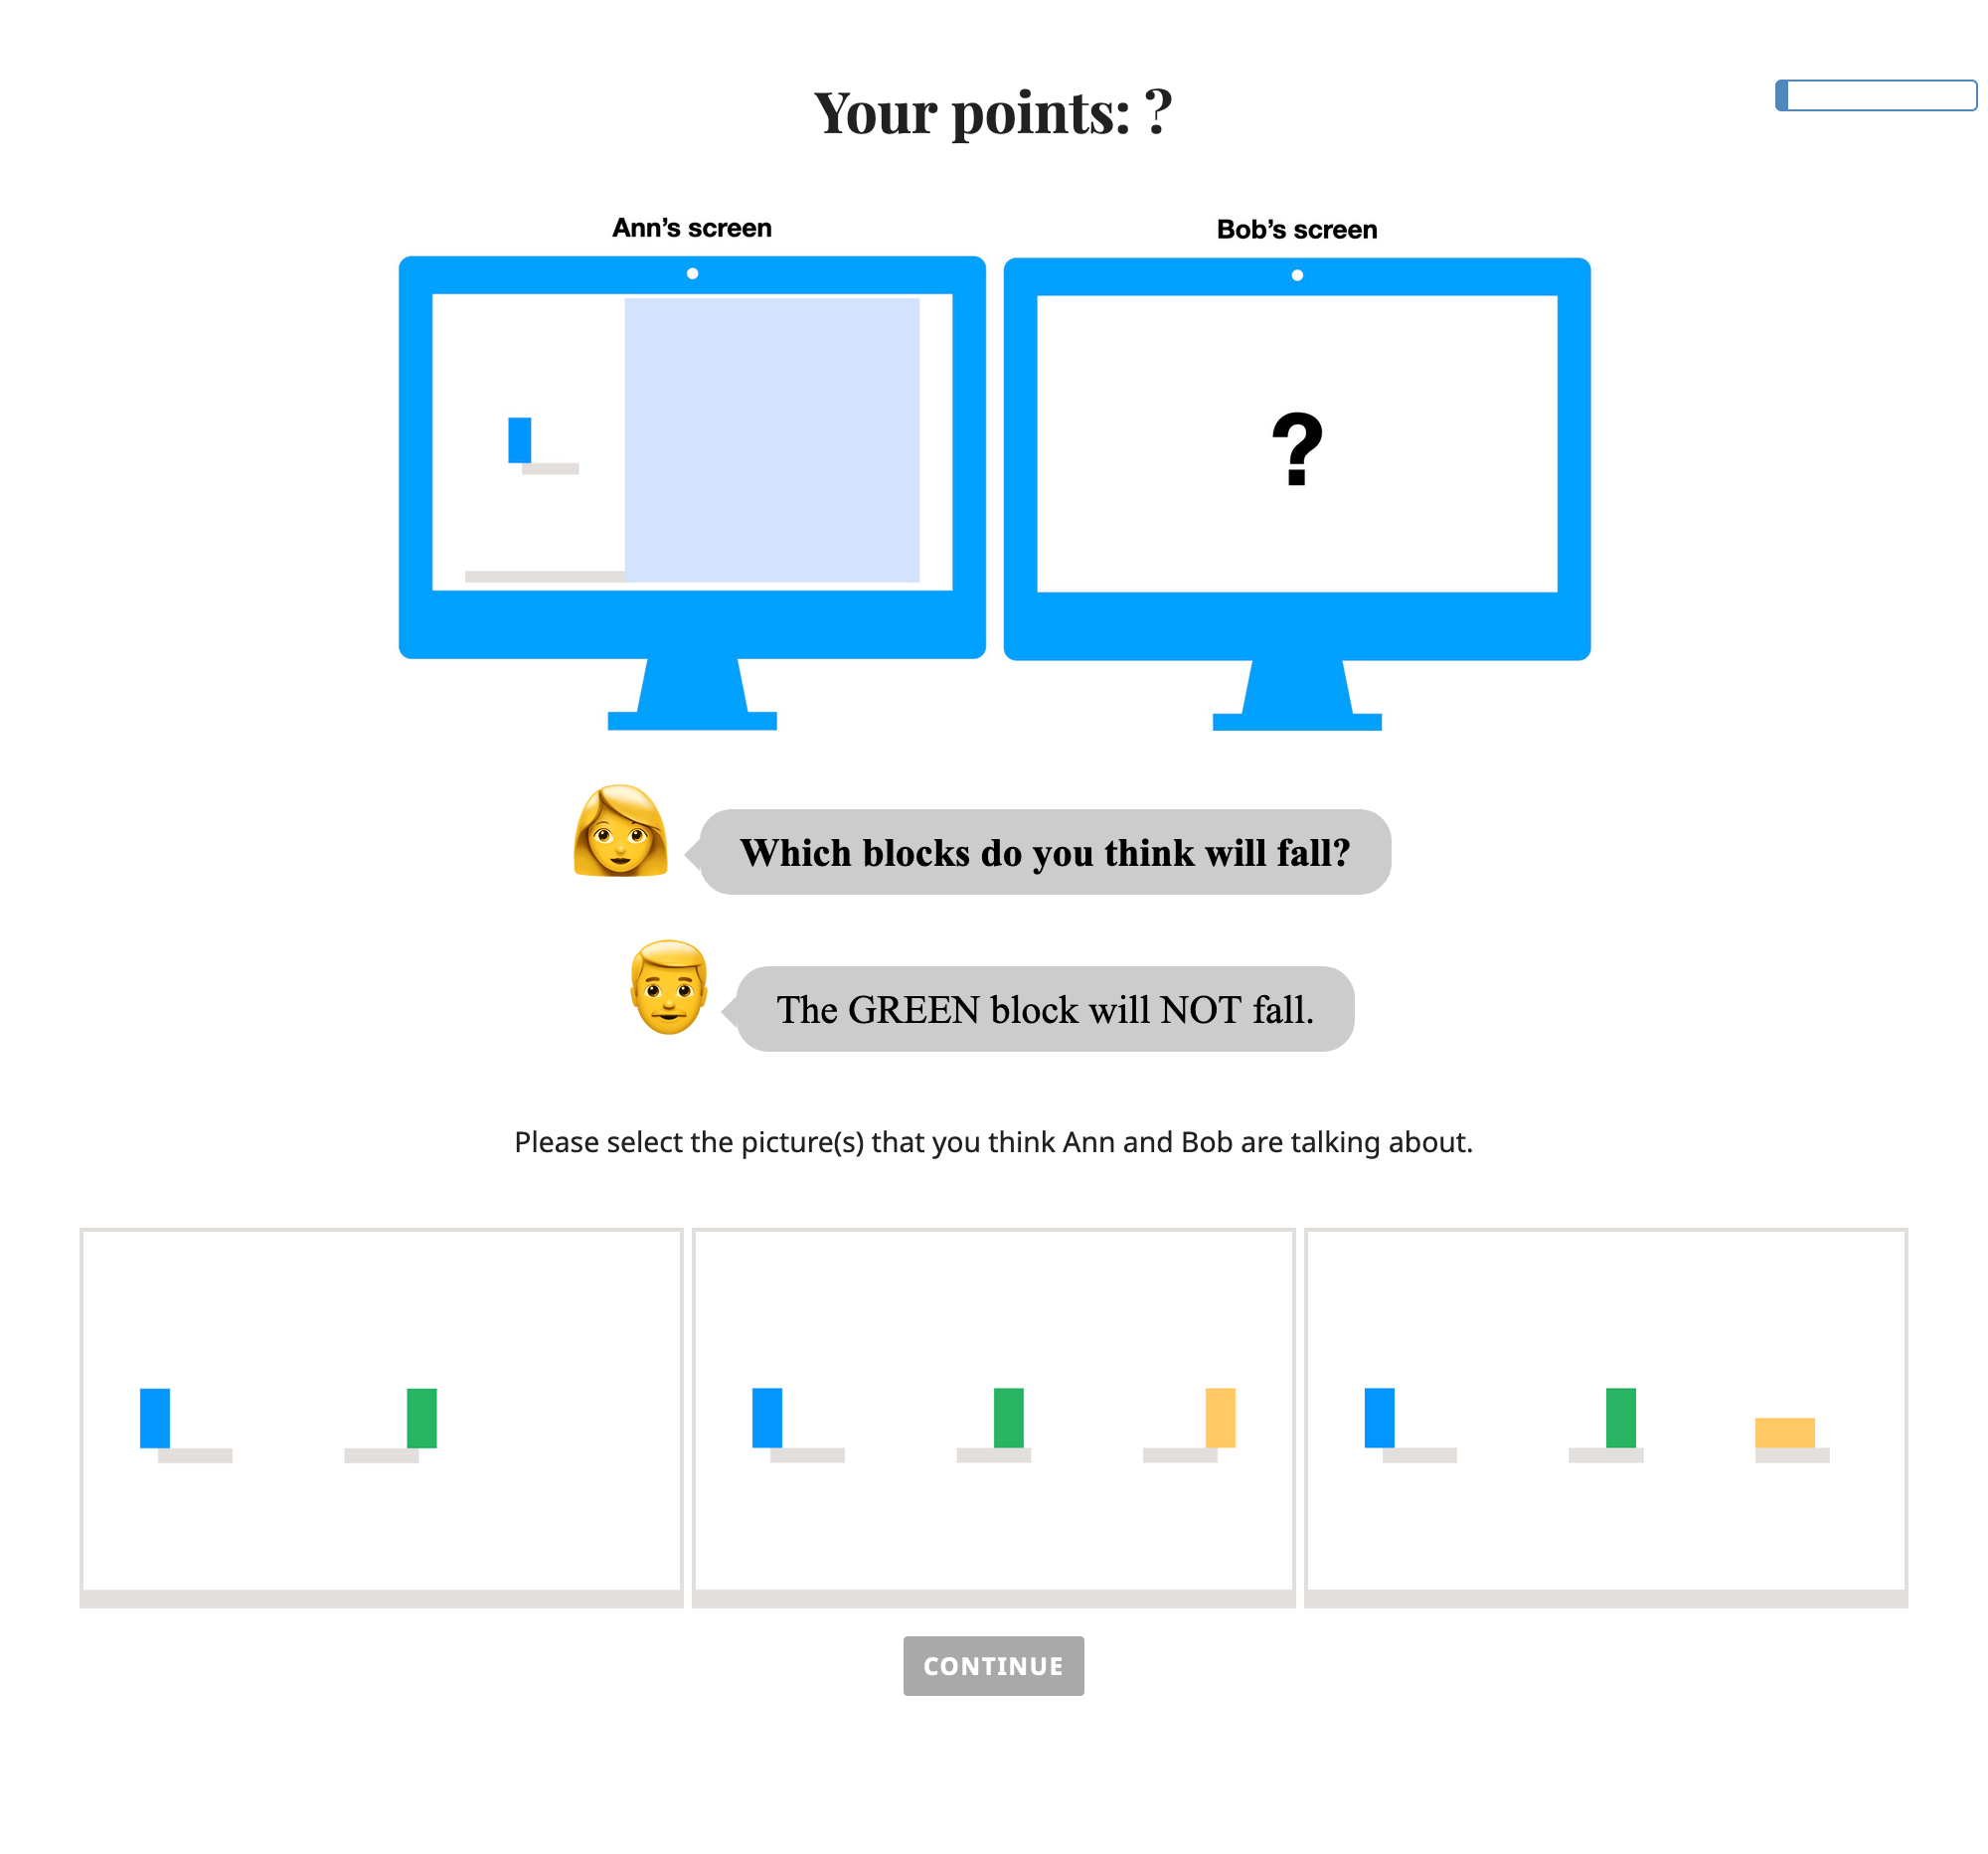 Your points: ?
Ann’s screen
Bob’s screen
?
Which blocks do you think will fall?
The GREEN block will NOT fall.
Please select the picture(s) that you think Ann and Bob are talking about.
CONTINUE